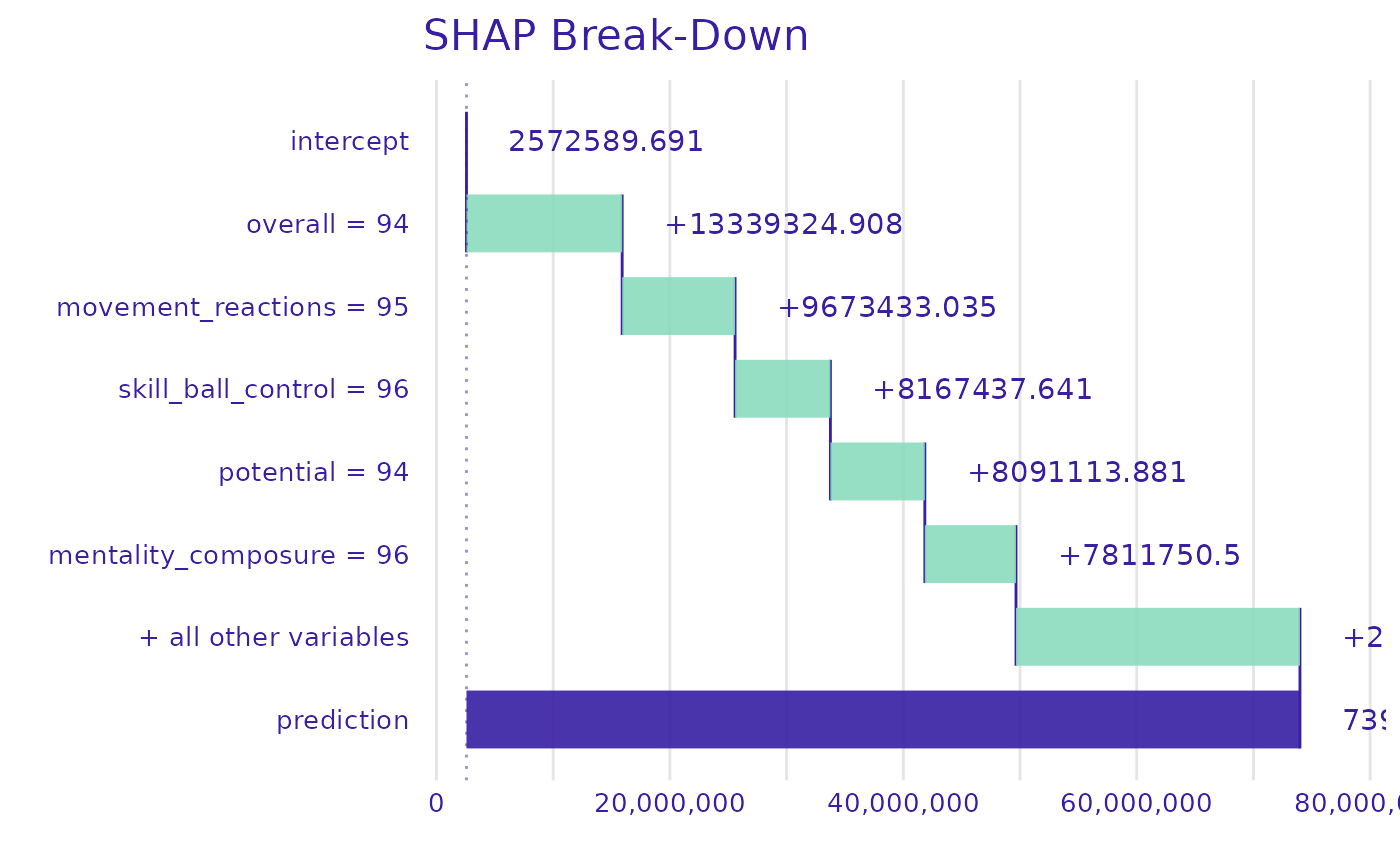 SHAP Break-Down
intercept 2572589.691
overall = 94 +13339324.908
movement_reactions = 95 +9673433.035
skill_ball_control = 96 +8167437.641
potential = 94 +8091113.881
mentality_composure = 96 +7811750.5
+ all other variables +2
prediction 739
0 20,000,000 40,000,000 60,000,000 80,000,0